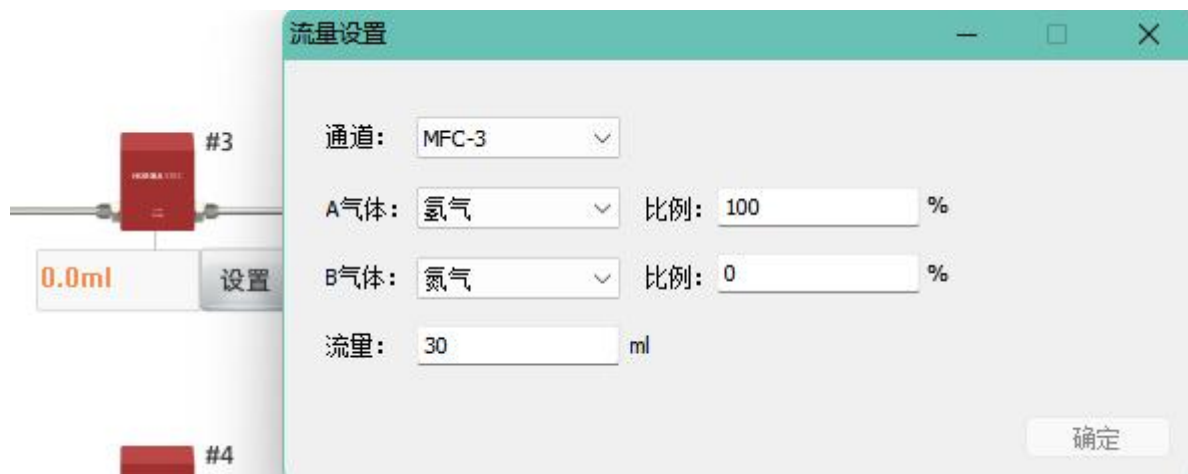 流量设置
#3
通道： MFC-3
A气体： 氢气 比例： 100 %
0.0ml 设置
B气体： 氮气 比例： 0 %
流量： 30 ml
确定
#4